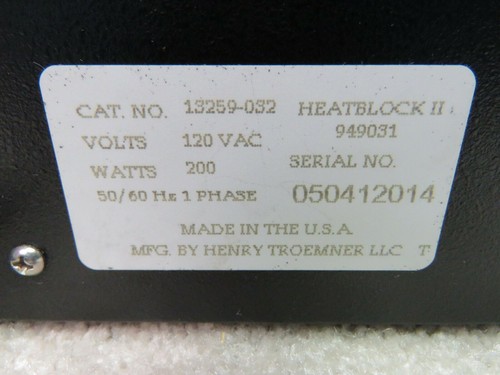 CAT. NO. 13259-032 HEATBLOCK II
949031
VOLTS 120 VAC
SERIAL NO.
WATTS 200
50/60 Hz 1 PHASE 050412014
MADE IN THE U.S.A
MFG. BY HENRY TROEMNER LLC T